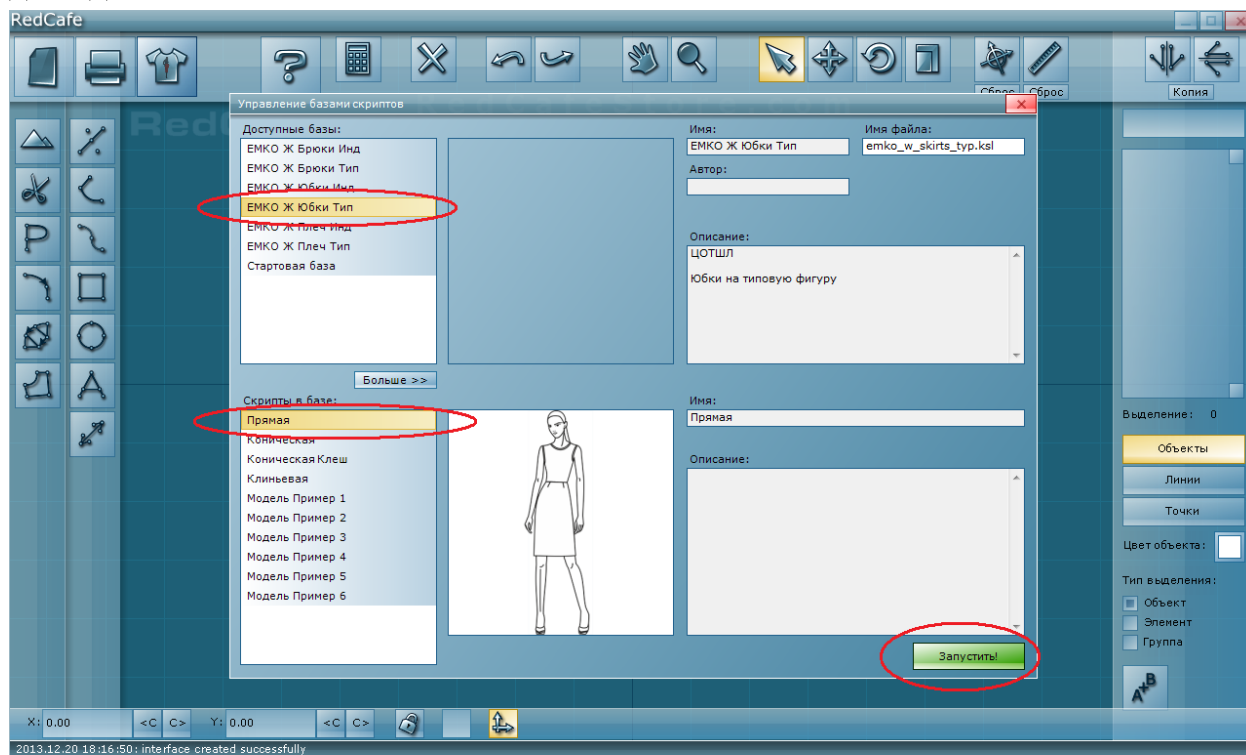 RedCafe
Сброс
Сброс
Копия
Red
Управление базами скриптов
Доступные базы:
ЕМКО Ж Брюки Инд
ЕМКО Ж Брюки Тип
ЕМКО Ж Юбки Инд
ЕМКО Ж Юбки Тип
ЕМКО Ж Плеч Инд
ЕМКО Ж Плеч Тип
Стартовая база
Больше >>
Имя:
ЕМКО Ж Юбки Тип
Имя файла:
emko_w_skirts_typ.ksl
Автор:
Описание:
ЦОТШЛ
Юбки на типовую фигуру
Скрипты в базе:
Прямая
Коническая
Коническая Клеш
Клиньевая
Модель Пример 1
Модель Пример 2
Модель Пример 3
Модель Пример 4
Модель Пример 5
Модель Пример 6
Имя:
Прямая
Описание:
Запустить!
Выделение: 0
Объекты
Линии
Точки
Цвет объекта:
Тип выделения:
Объект
Элемент
Группа
A+B
X: 0.00 <C C> Y: 0.00 <C C>
2013.12.20 18:16:50: interface created successfully